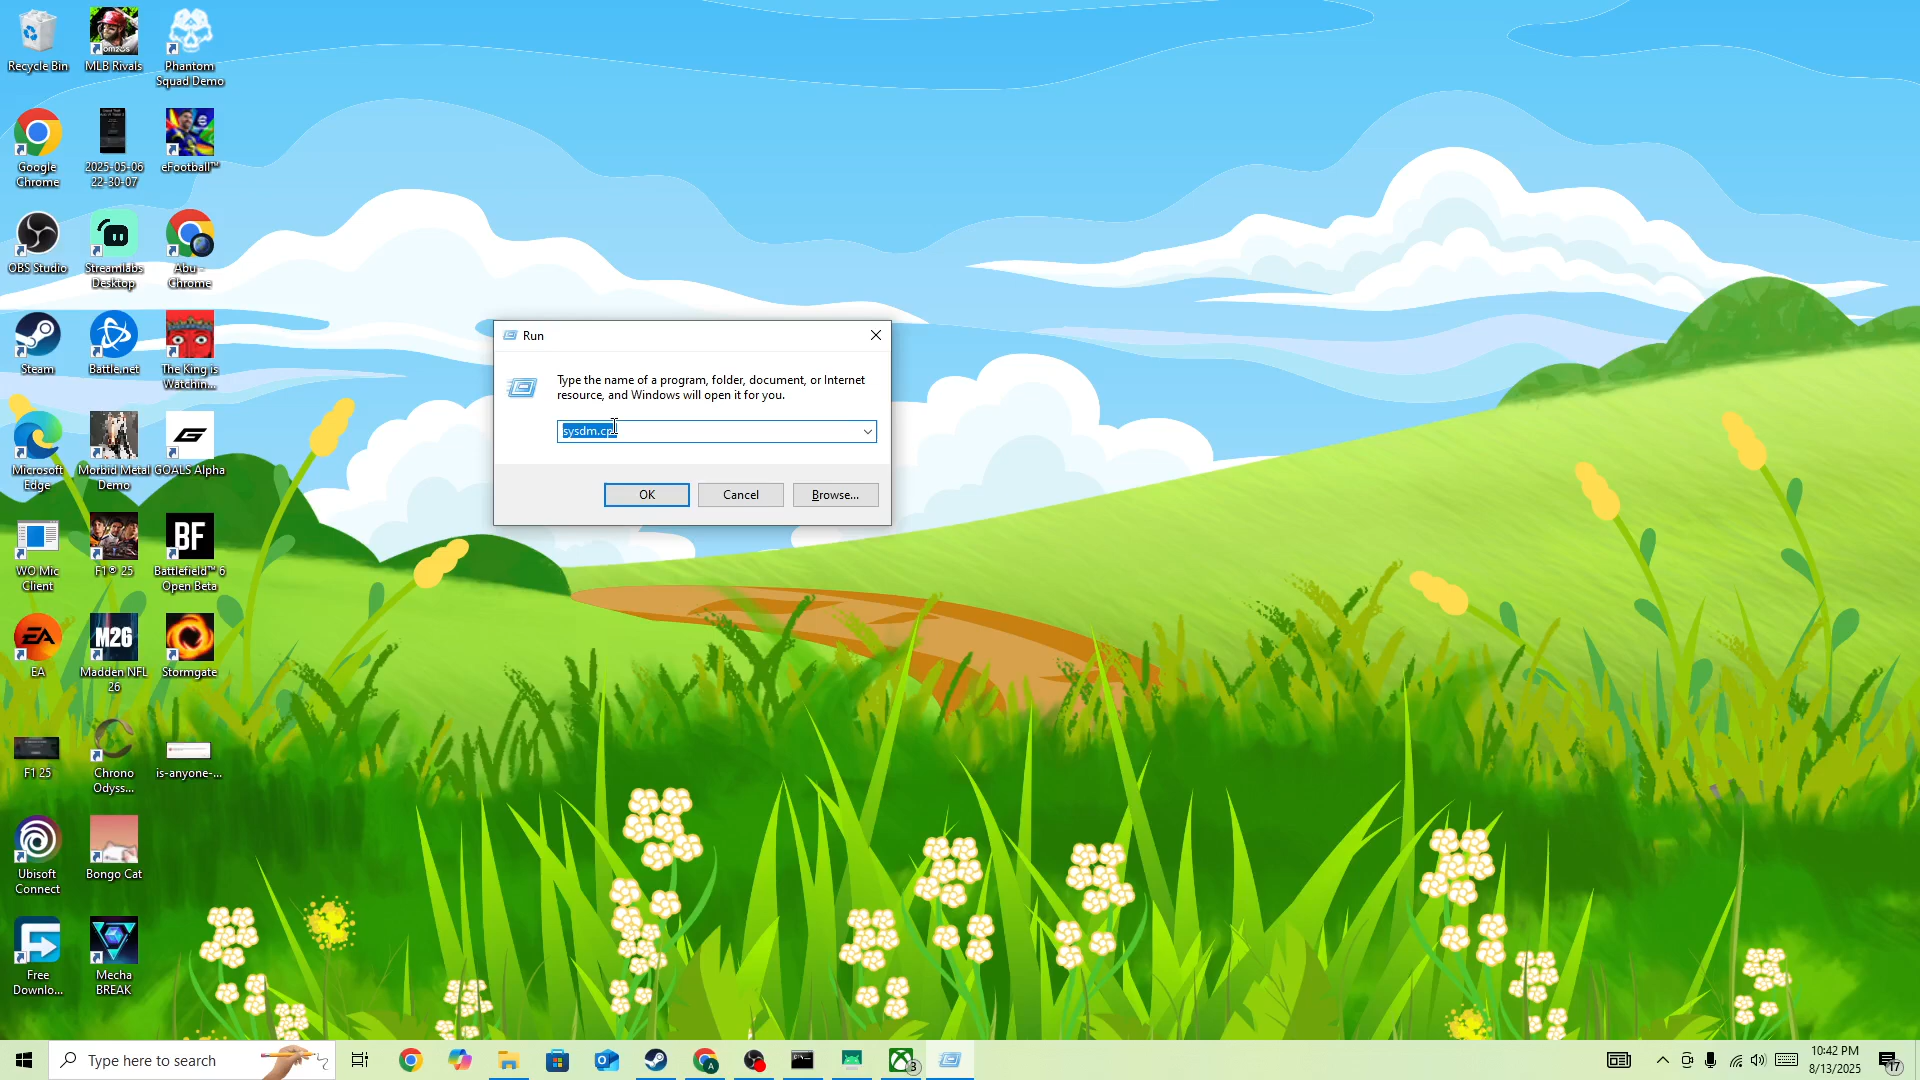 Recycle Bin
MLB Rivals
Phantom
Squad Demo
Google
Chrome
2025-05-06
22-30-07
eFootball™
OBS Studio
Streamlabs
Desktop
Abu -
Chrome
Steam
Battle.net
The King is
Watchin...
Microsoft
Edge
Morbid Metal
Demo
GOALS Alpha
WO Mic
Client
F1® 25
BF
Battlefield™ 6
Open Beta
EA
EA
M26
Madden NFL
26
Stormgate
F1 25
Chrono
Odyss...
is-anyone-...
Ubisoft
Connect
Bongo Cat
Free
Downlo...
Mecha
BREAK
Run
Type the name of a program, folder, document, or Internet
resource, and Windows will open it for you.
sysdm.cpl
OK
Cancel
Browse...
Type here to search
A
3
10:42 PM
8/13/2025
17